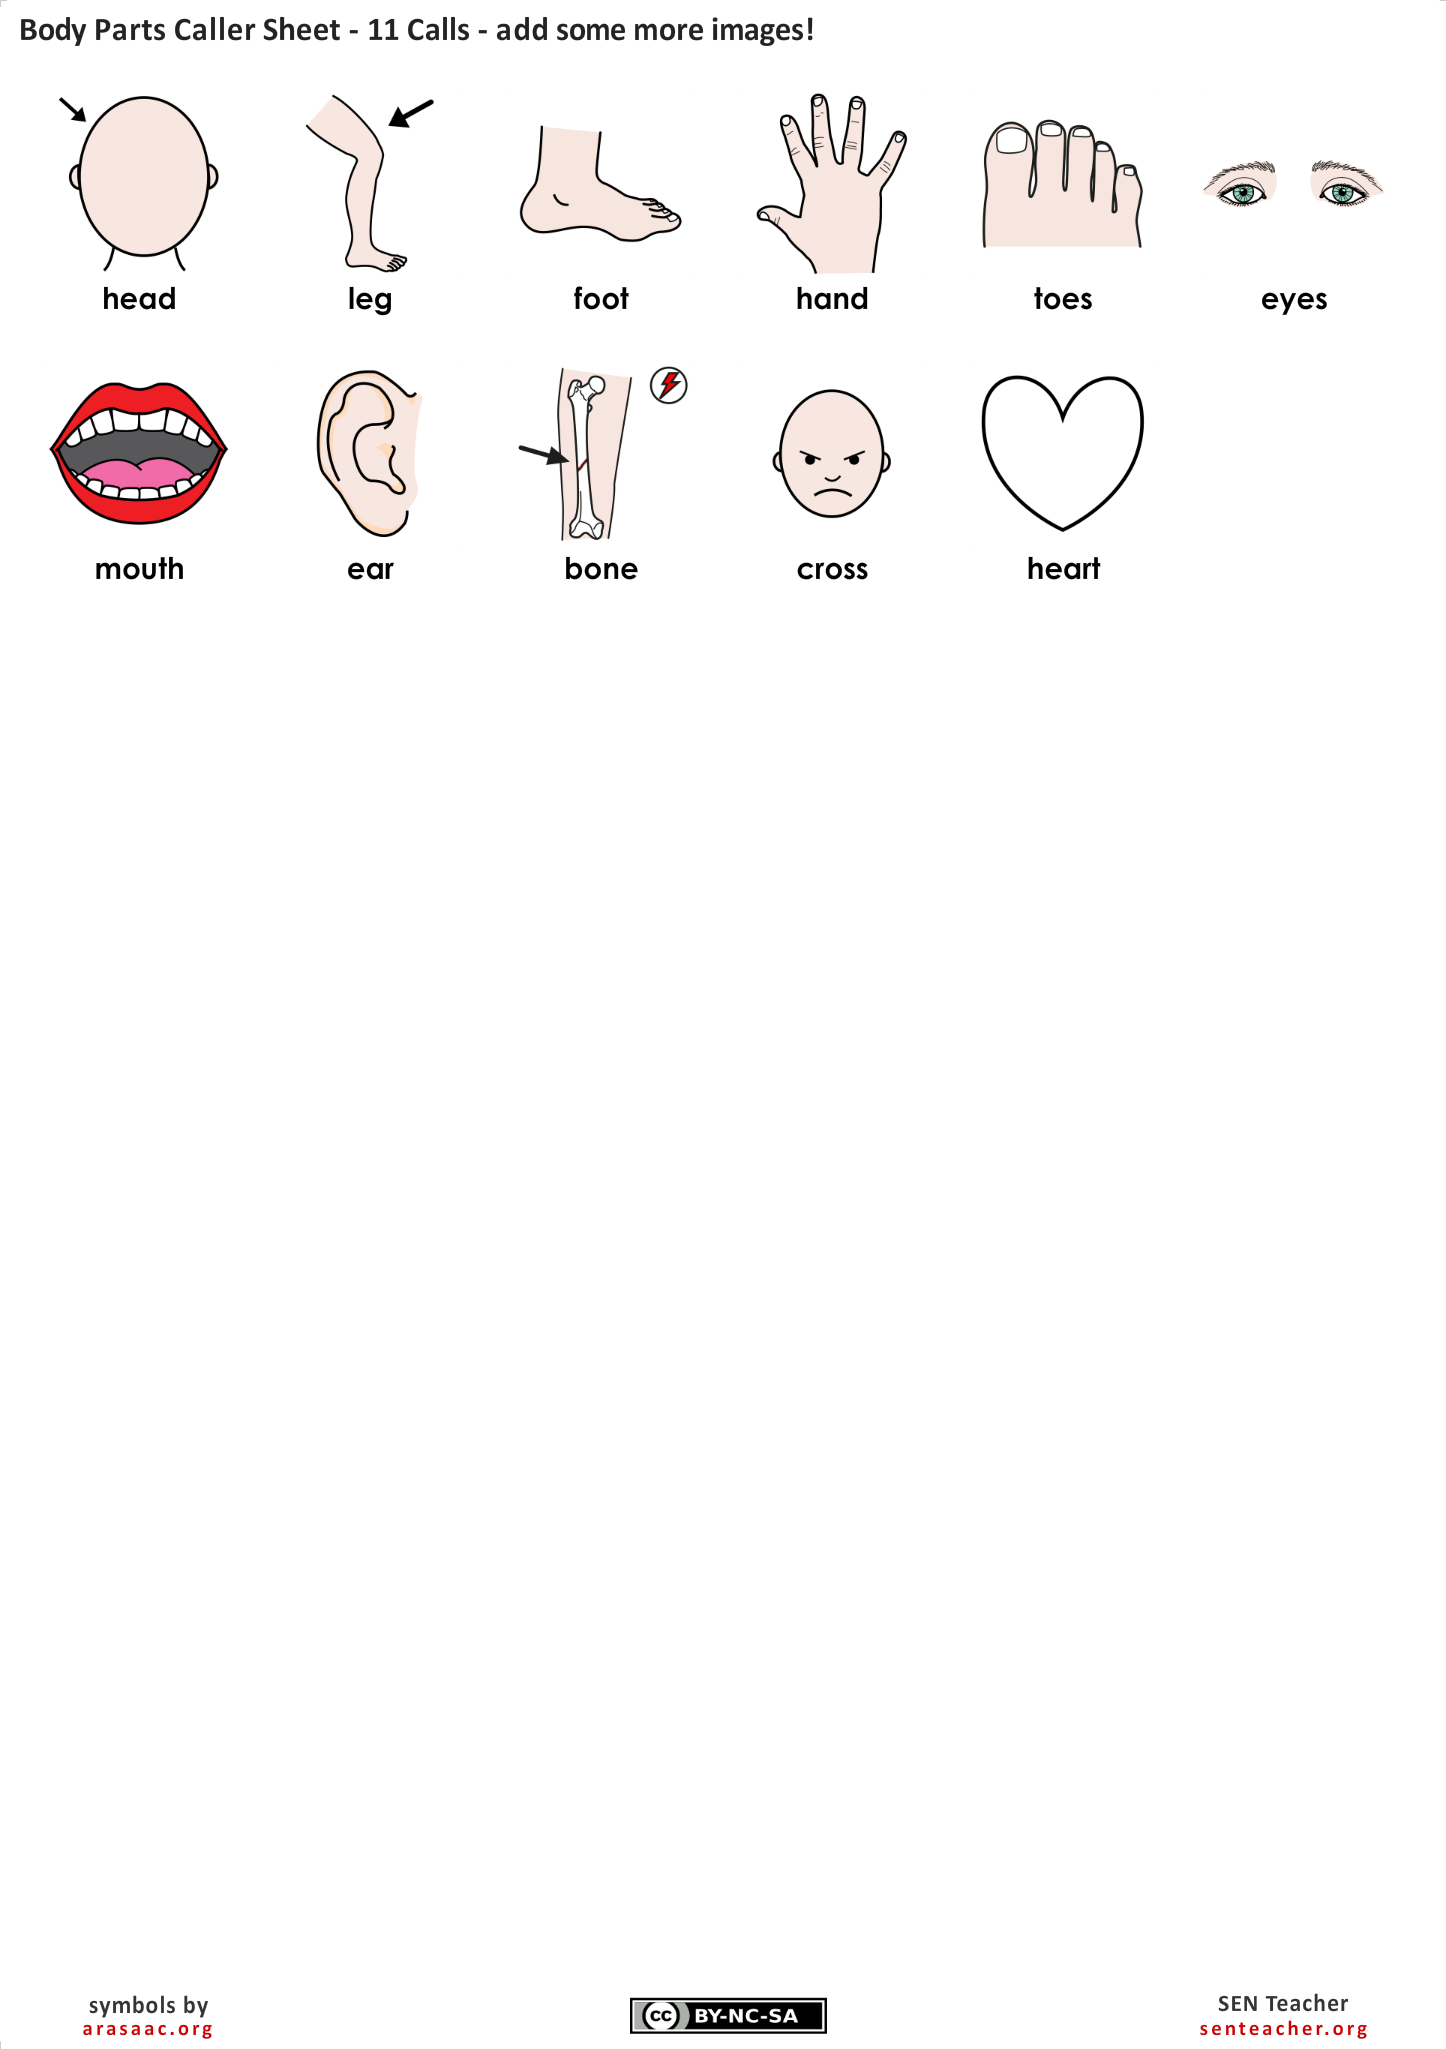 Body Parts Caller Sheet - 11 Calls - add some more images!
head leg foot hand toes eyes
mouth ear bone cross heart
symbols by
arasaac.org
cc BY-NC-SA
SEN Teacher
senteacher.org